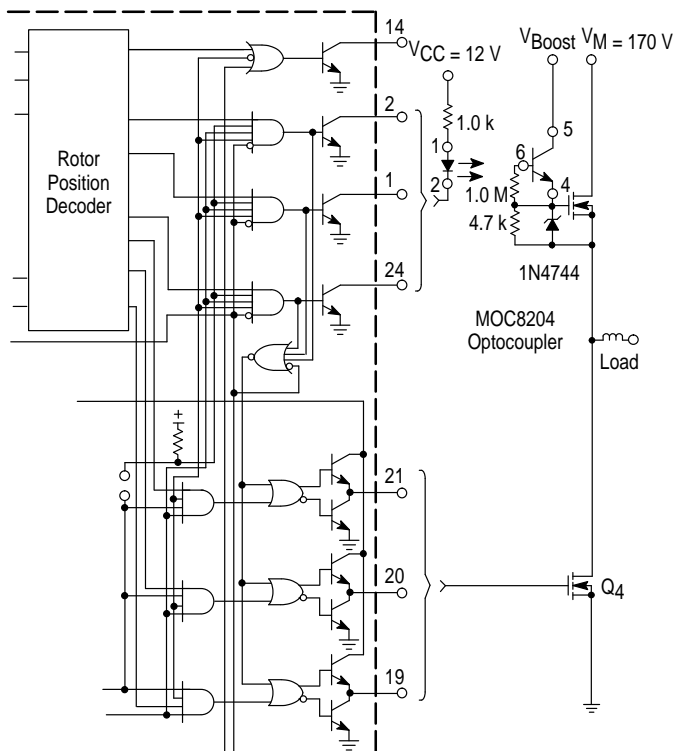 14
VCC = 12 V
VBoost
VM = 170 V
2
1.0 k
5
1
6
Rotor
Position
Decoder
1
2
1.0 M
4
4.7 k
1N4744
24
MOC8204
Optocoupler
Load
+
21
20
Q4
19